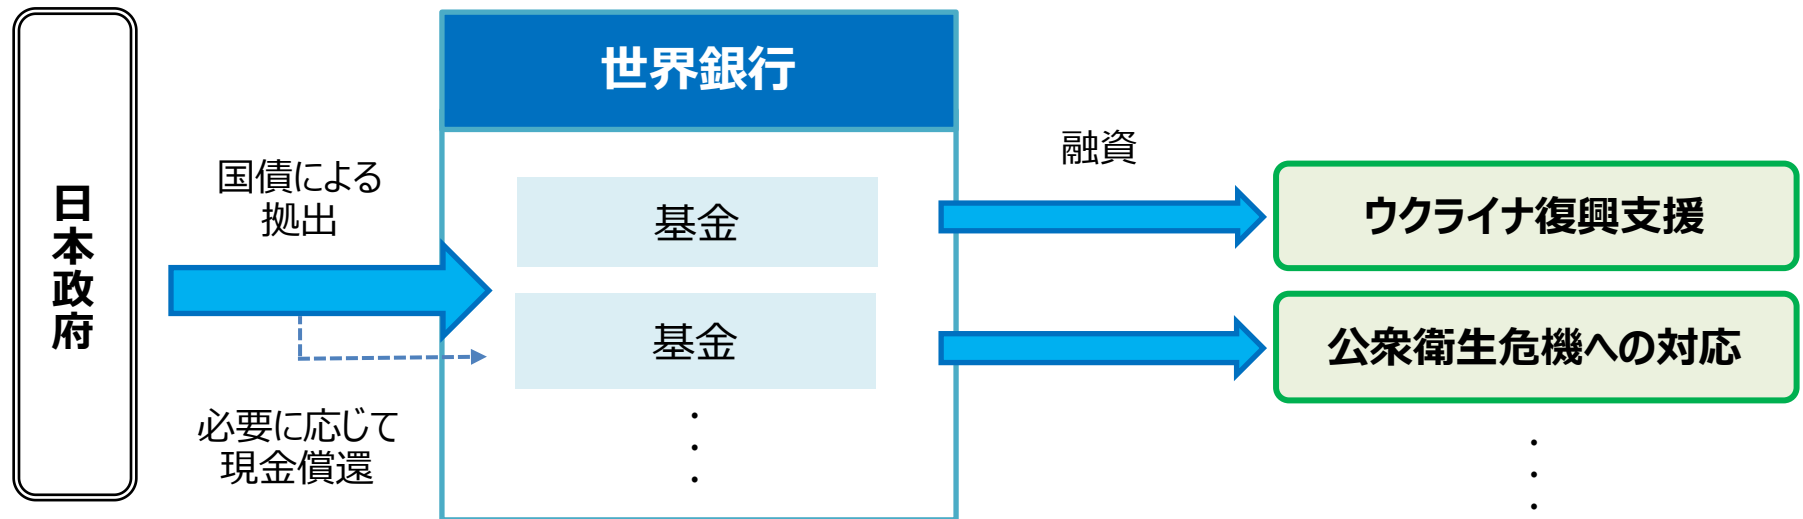 日本政府
国債による
拠出
必要に応じて
現金償還
世界銀行
基金
基金
・
・
・
融資
ウクライナ復興支援
公衆衛生危機への対応
・
・
・